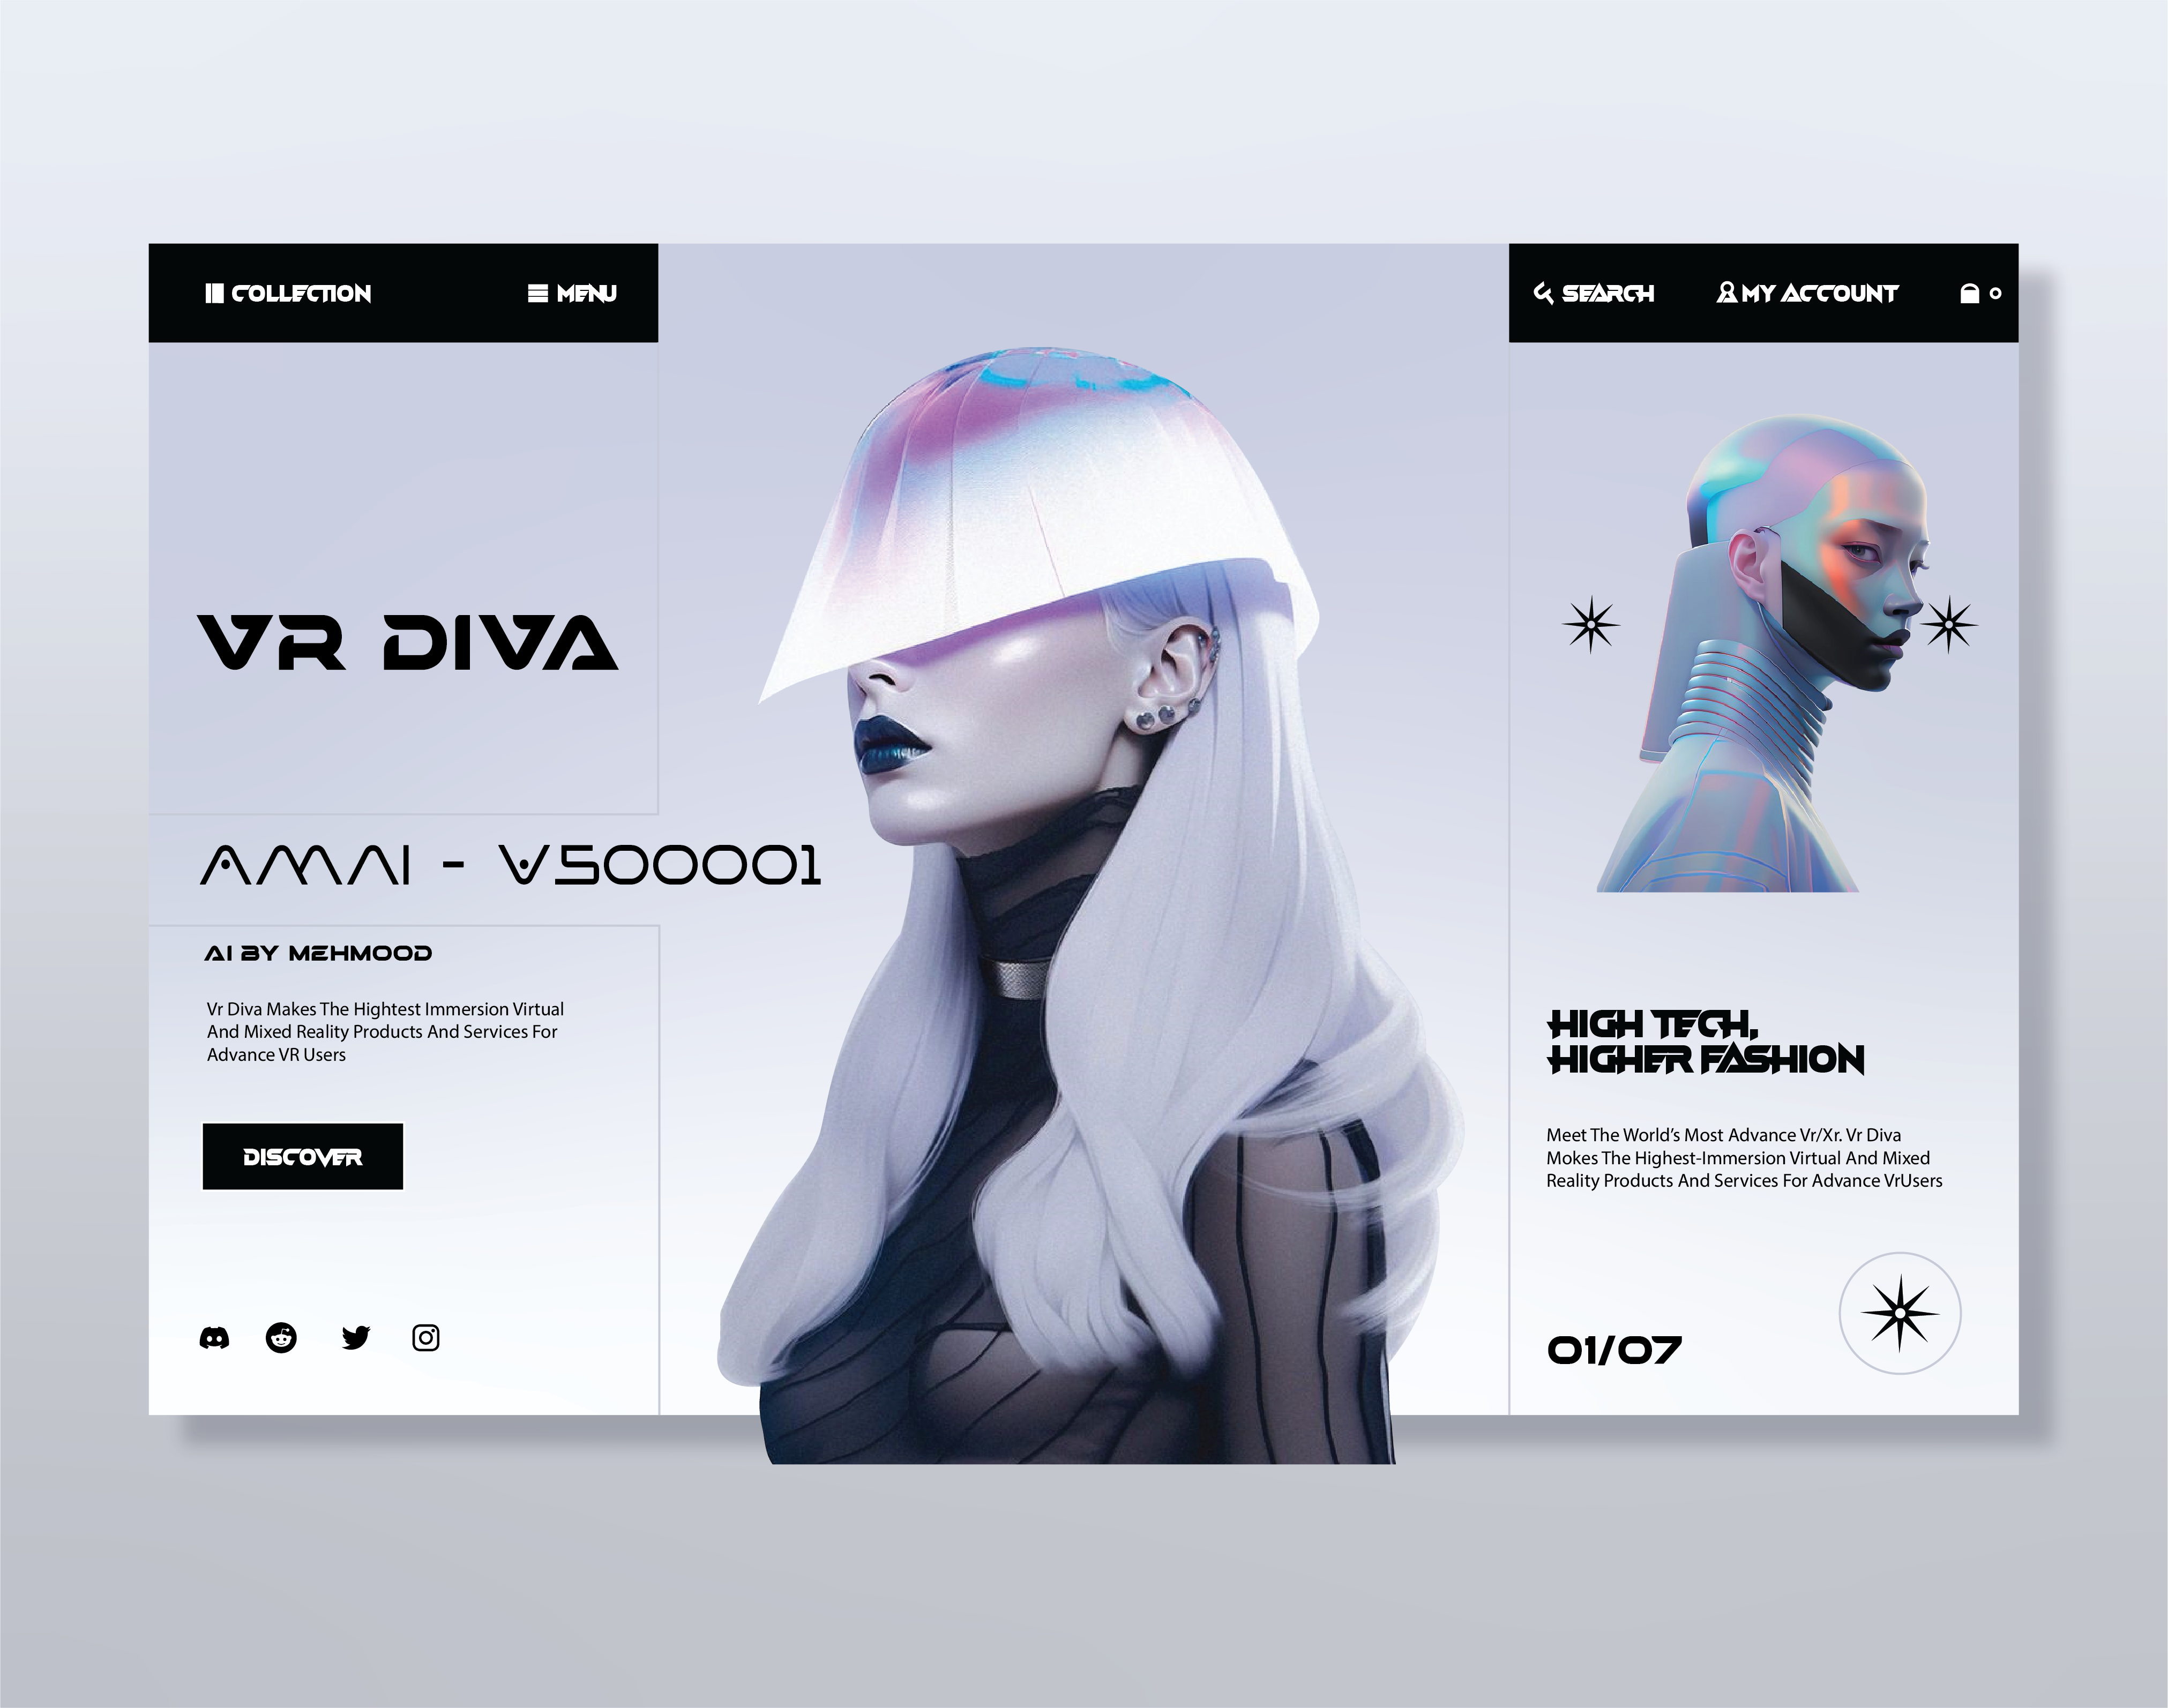 COLLECTION
MENU
SEARCH
MY ACCOUNT
0
VR DIVA
AMAI - V500001
AI BY MEHMOOD
Vr Diva Makes The Hightest Immersion Virtual
And Mixed Reality Products And Services For
Advance VR Users
DISCOVER
HIGH TECH,
HIGHER FASHION
Meet The World’s Most Advance Vr/Xr. Vr Diva
Mokes The Highest-Immersion Virtual And Mixed
Reality Products And Services For Advance VrUsers
01/07